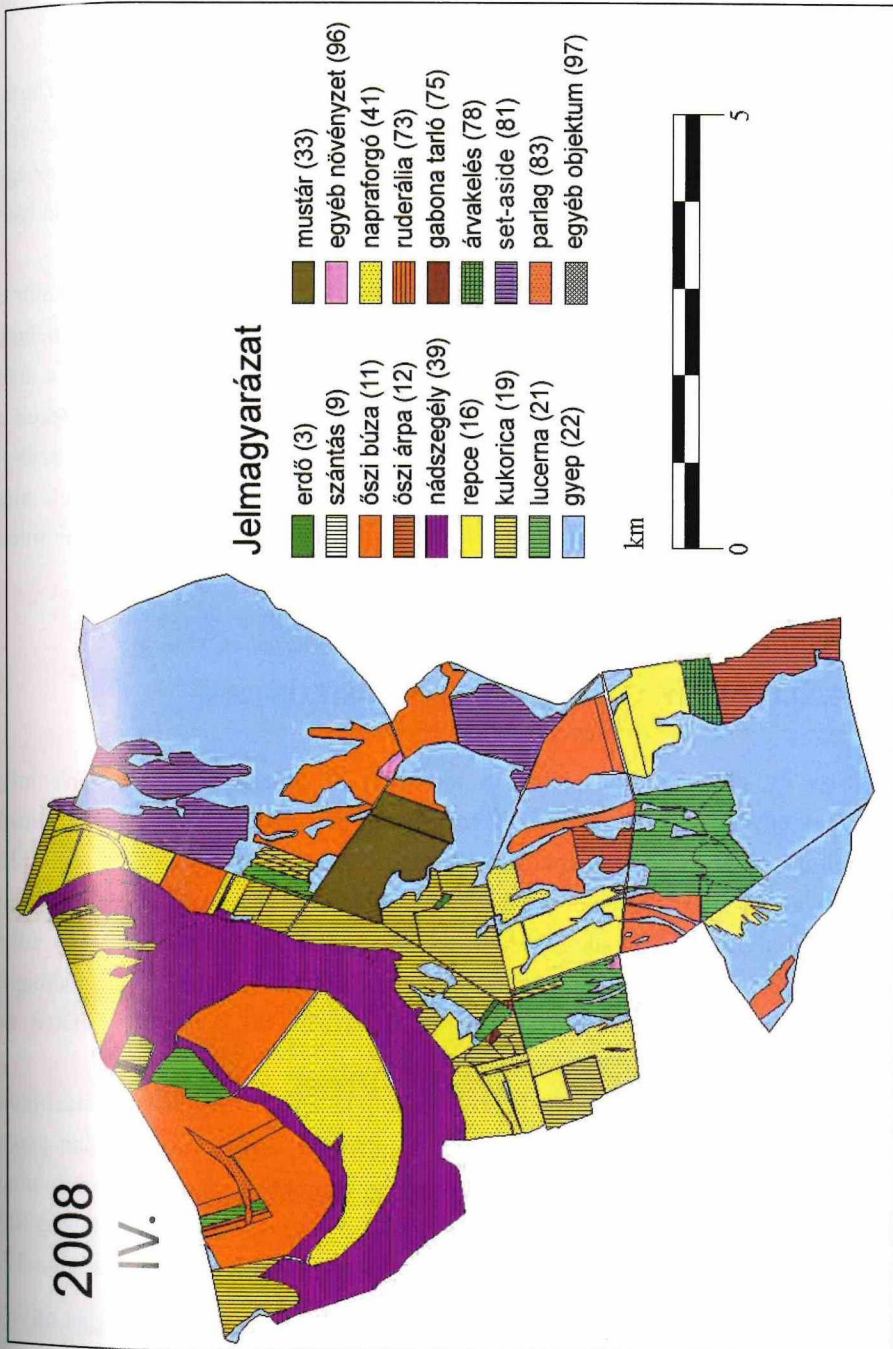 2008
IV.
Jelmagyarázat
erdő (3)
szántás (9)
őszi búza (11)
őszi árpa (12)
nádszegély (39)
repce (16)
kukorica (19)
lucerna (21)
gyep (22)
mustár (33)
egyéb növényzet (96)
napraforgó (41)
ruderália (73)
gabona tarló (75)
árvakelés (78)
set-aside (81)
parlag (83)
egyéb objektum (97)
km
0
5